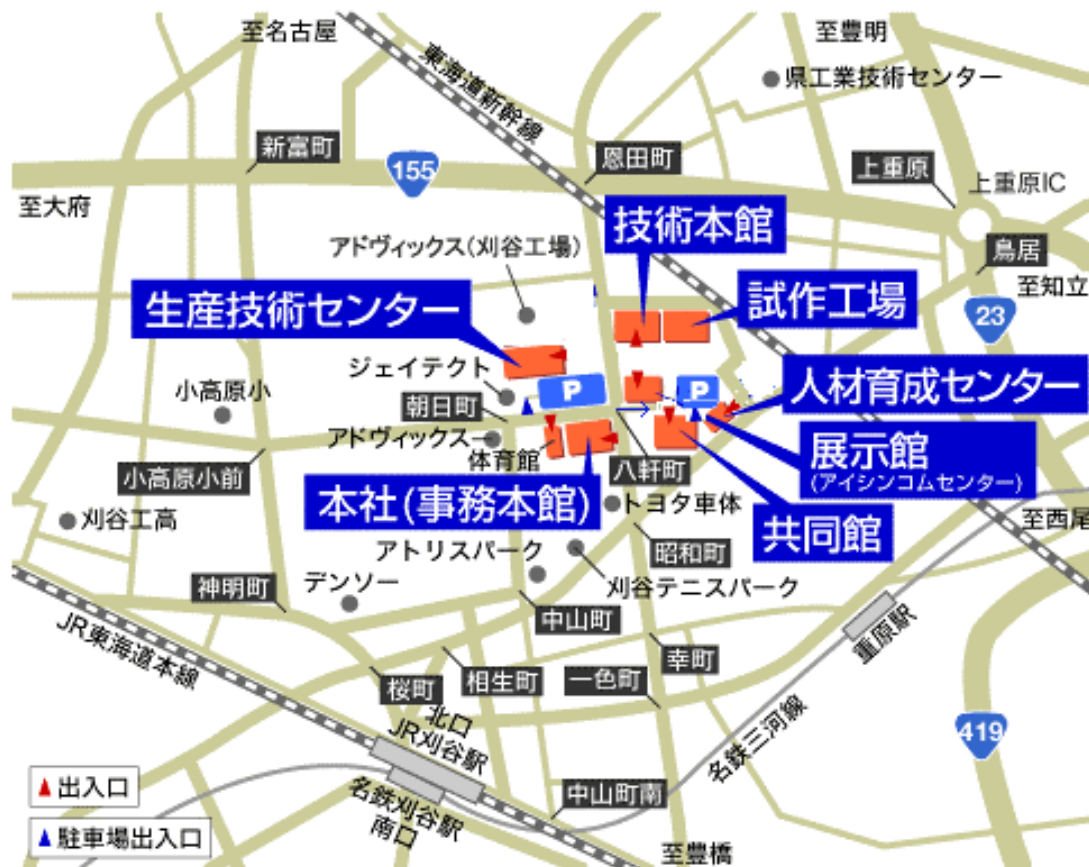 至名古屋
至豊明
東海道新幹線
県工業技術センター
新富町
155
恩田町
上重原
上重原IC
至大府
技術本館
鳥居
アドヴィックス(刈谷工場)
至知立
生産技術センター
試作工場
23
ジェイテクト
P
P
人材育成センター
小高原小
朝日町
アドヴィックス
体育館
展示館
(アイシンコムセンター)
小高原小前
八軒町
本社(事務本館)
トヨタ車体
刈谷工高
至西尾
共同館
アトリスパーク
昭和町
デンソー
刈谷テニスパーク
神明町
中山町
重原駅
JR東海道本線
幸町
相生町
一色町
桜町
北口
JR刈谷駅
名鉄三河線
419
出入口
名鉄刈谷駅
南口
中山町南
駐車場出入口
至豊橋